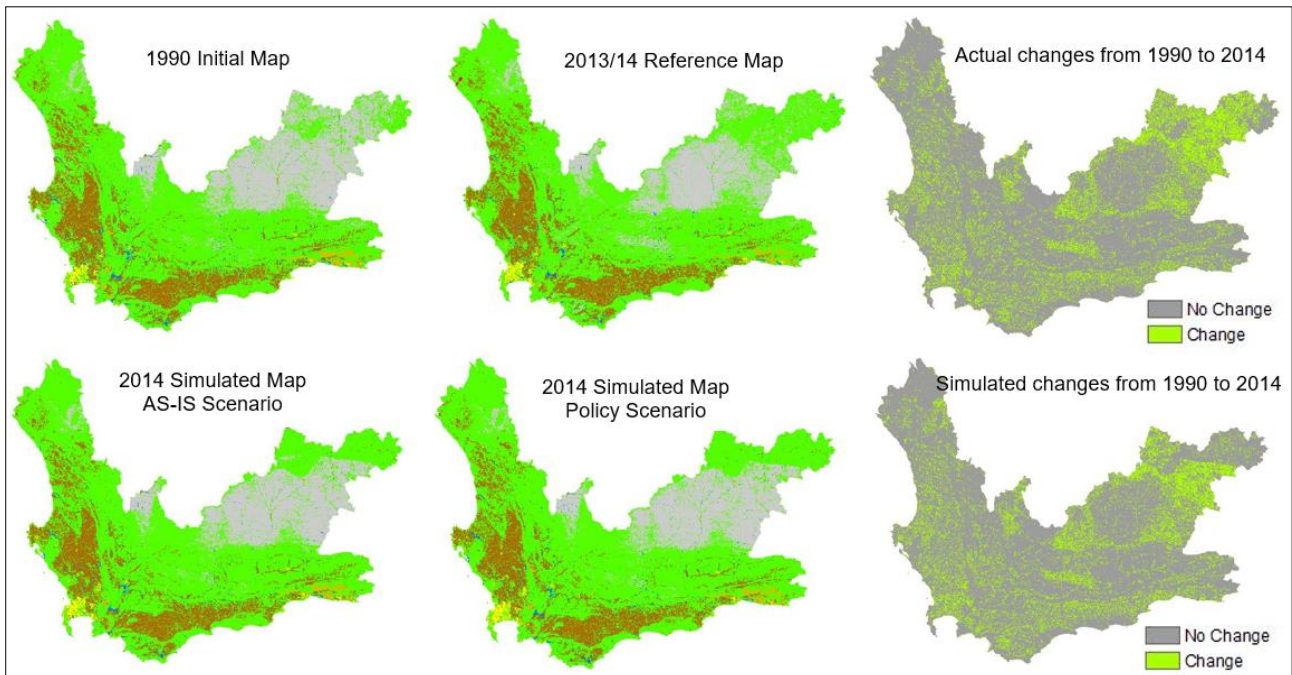 1990 Initial Map
2013/14 Reference Map
Actual changes from 1990 to 2014
No Change
Change
2014 Simulated Map
AS-IS Scenario
2014 Simulated Map
Policy Scenario
Simulated changes from 1990 to 2014
No Change
Change